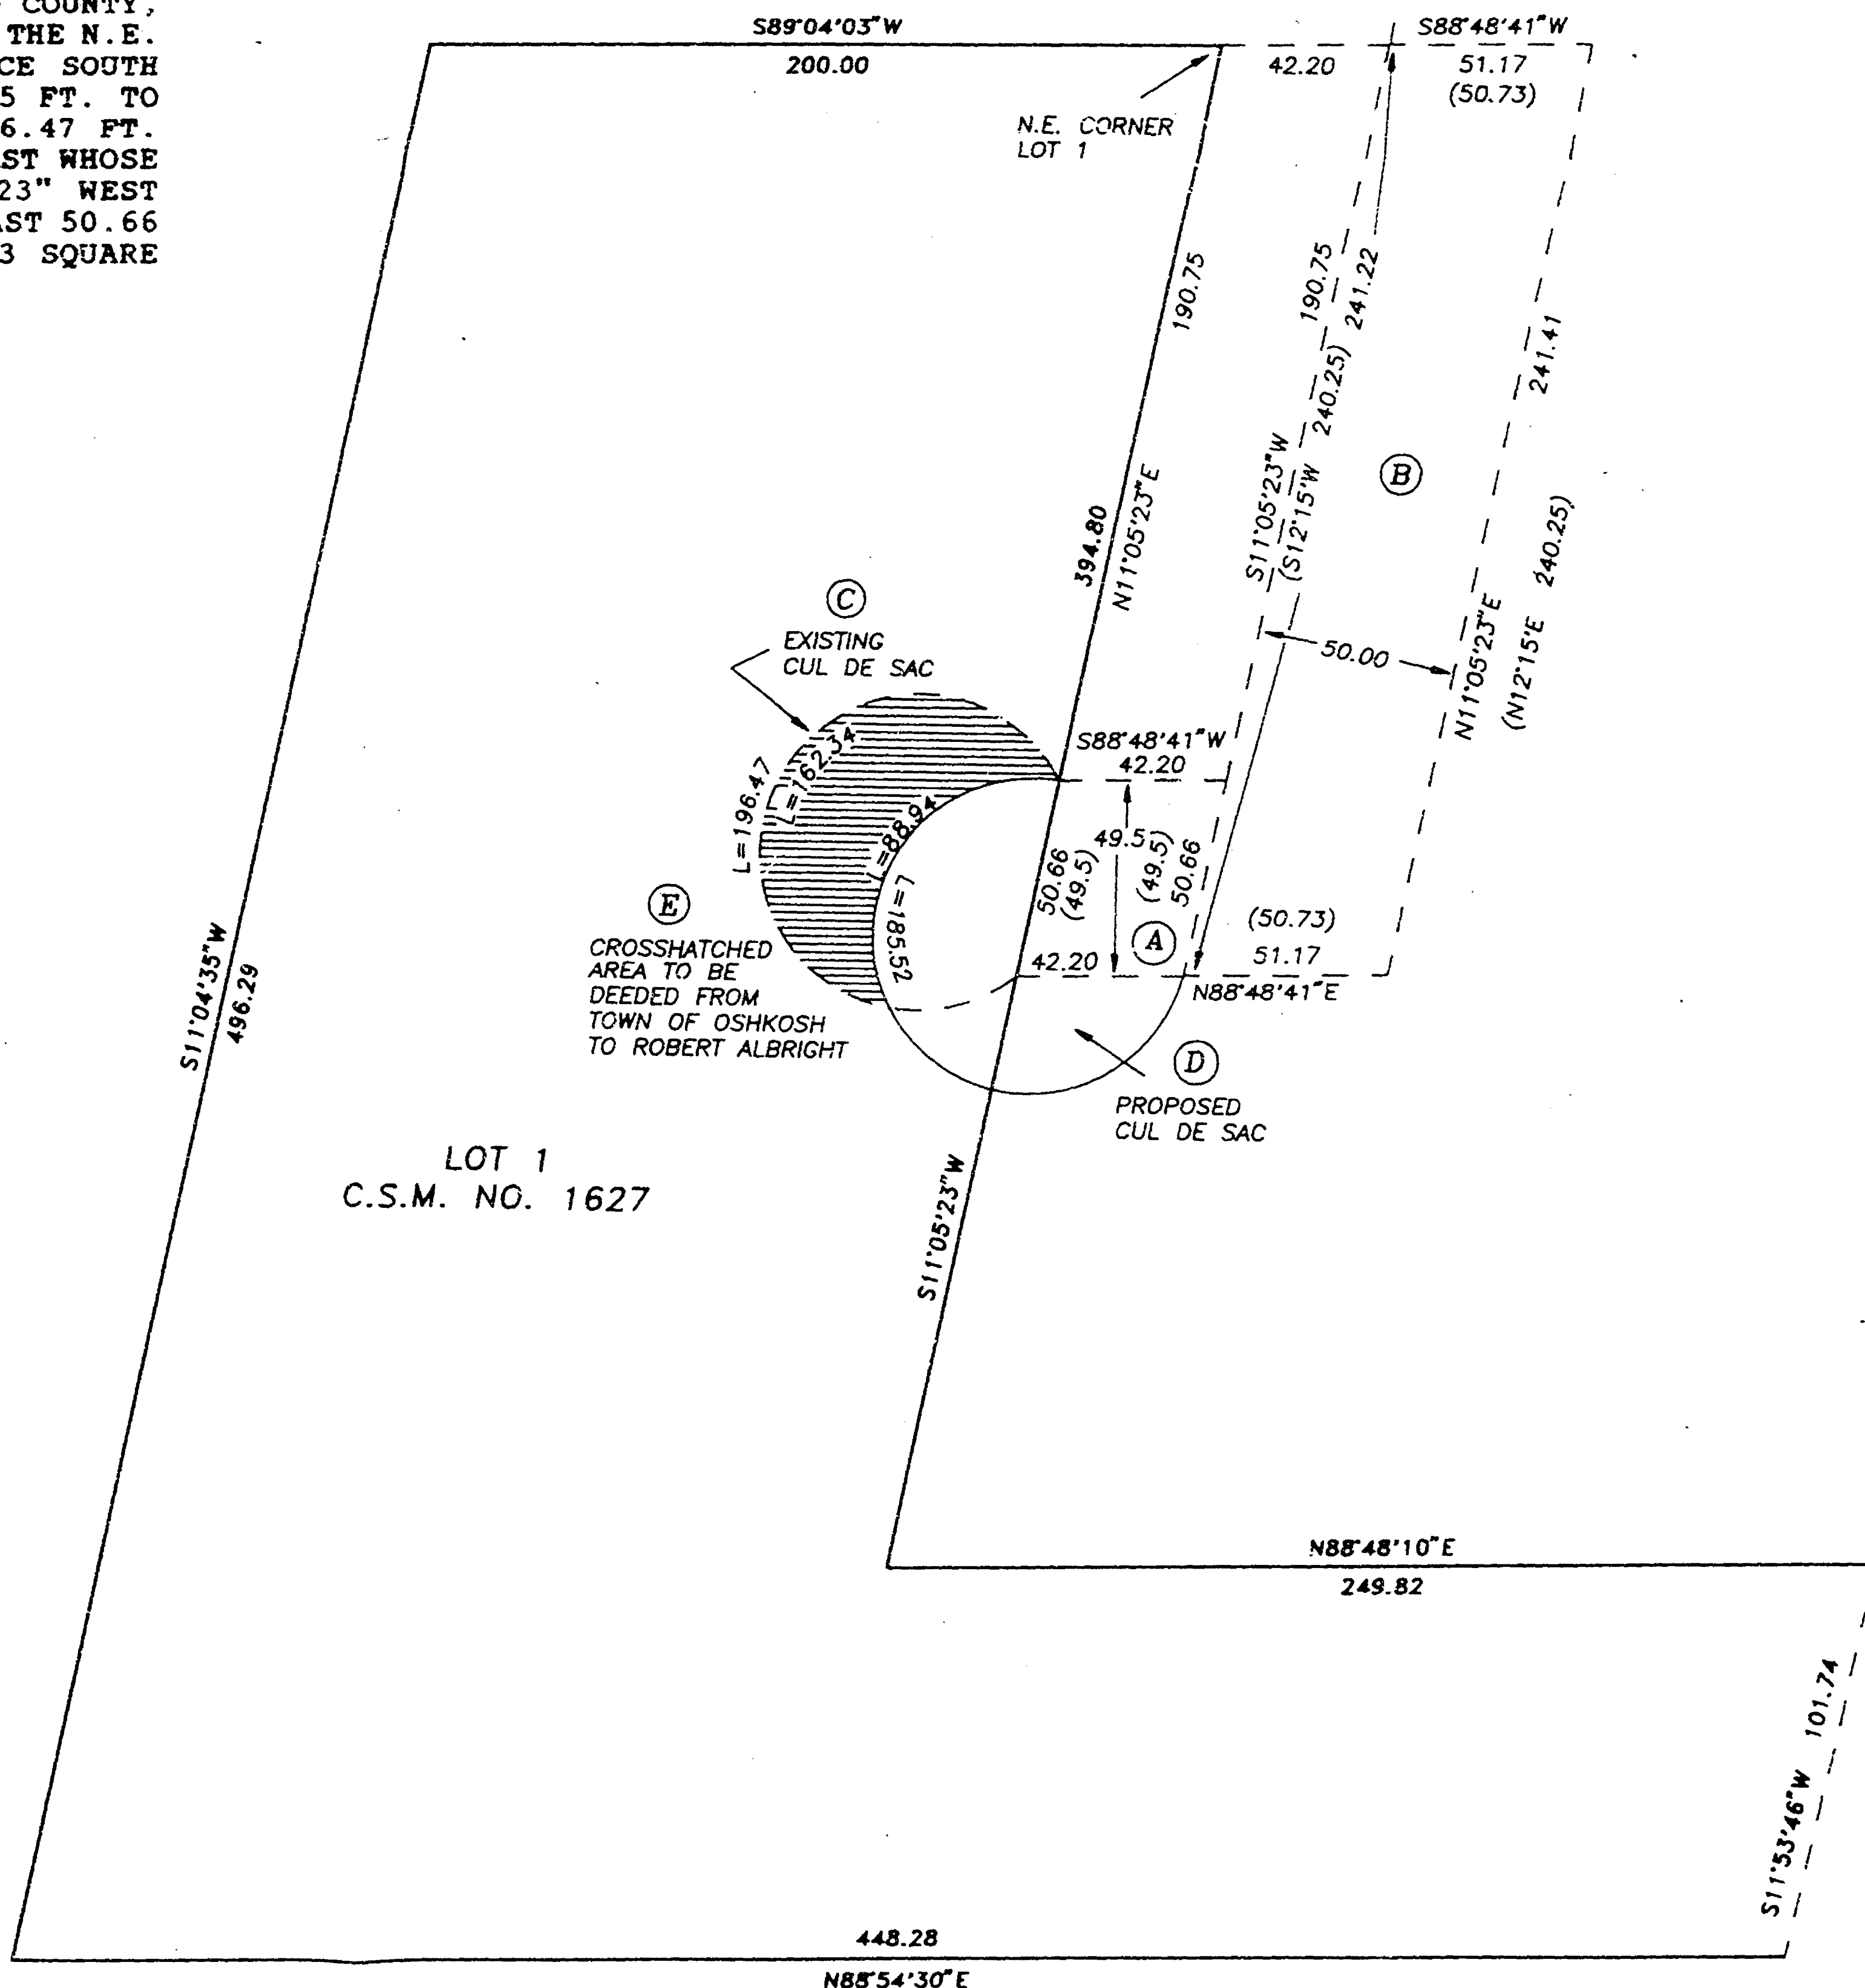 COUNTY,
THE N.E.
CE SOUTH
5 FT. TO
6.47 FT.
ST WHOSE
23" WEST
AST 50.66
3 SQUARE
S89°04'03"W
200.00
S88°48'41"W
42.20
51.17
(50.73)
N.E. CORNER
LOT 1
190.75
394.80
N11°05'23"E
190.75
S11°05'23"W
(S12°15'W 240.25) 241.22
B
241.41
N11°05'23"E
(N12°15'E 240.25)
50.00
C
EXISTING
CUL DE SAC
L=196.47
L=162.34
L=88.94
L=185.52
S88°48'41"W
42.20
49.5
50.66
(49.5)
(49.5)
50.66
A
42.20
(50.73)
51.17
N88°48'41"E
E
CROSSHATCHED
AREA TO BE
DEEDED FROM
TOWN OF OSHKOSH
TO ROBERT ALBRIGHT
D
PROPOSED
CUL DE SAC
S11°04'35"W
496.29
LOT 1
C.S.M. NO. 1627
S11°05'23"W
N88°48'10"E
249.82
S11°53'46"W 101.74
448.28
N88°54'30"E